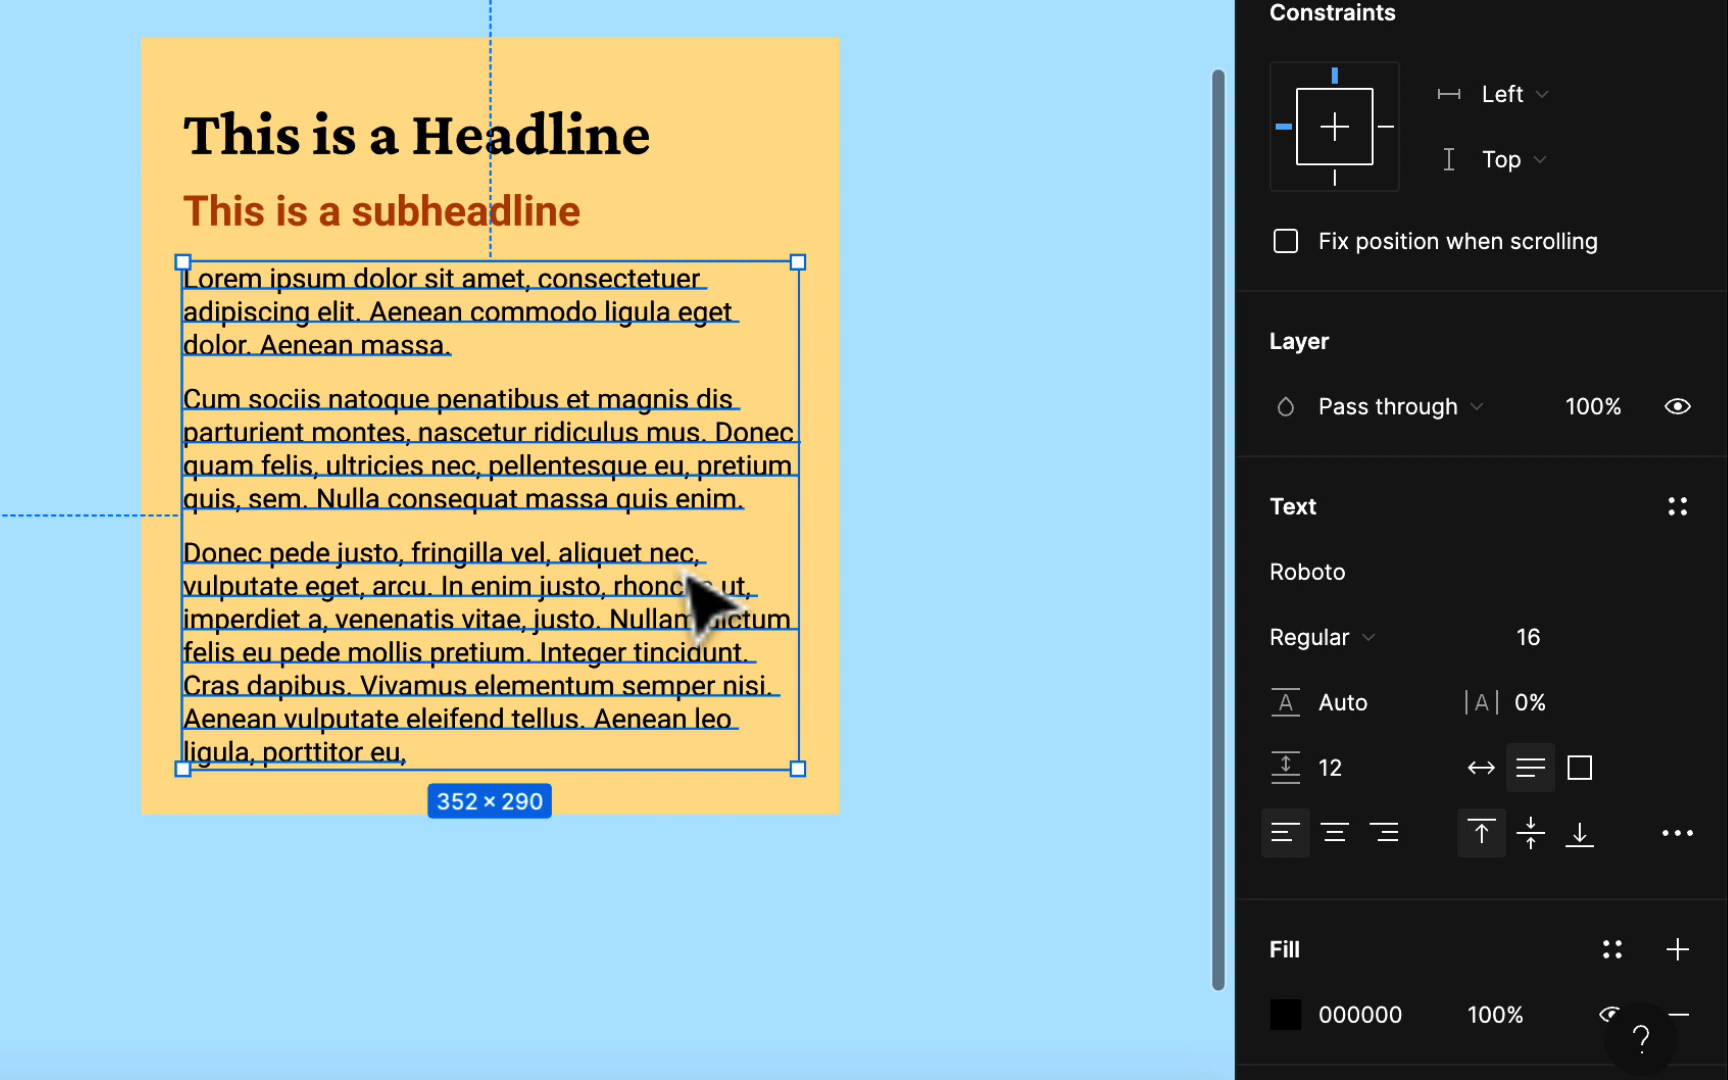 This is a Headline
This is a subheadline
Lorem ipsum dolor sit amet, consectetuer
adipiscing elit. Aenean commodo ligula eget
dolor. Aenean massa.
Cum sociis natoque penatibus et magnis dis
parturient montes, nascetur ridiculus mus. Donec
quam felis, ultricies nec, pellentesque eu, pretium
quis, sem. Nulla consequat massa quis enim.
Donec pede justo, fringilla vel, aliquet nec,
vulputate eget, arcu. In enim justo, ut,
imperdiet a, venenatis vitae, justo. Nullam dictum
felis eu pede mollis pretium. Integer tincidunt.
Cras dapibus. Vivamus elementum semper nisi.
Aenean vulputate eleifend tellus. Aenean leo
ligula, porttitor eu,
352 × 290
Constraints
Left
Top
Fix position when scrolling
Layer
Pass through 100%
Text
Roboto
Regular 16
A Auto |A| 0%
12
Fill
000000 100%
?